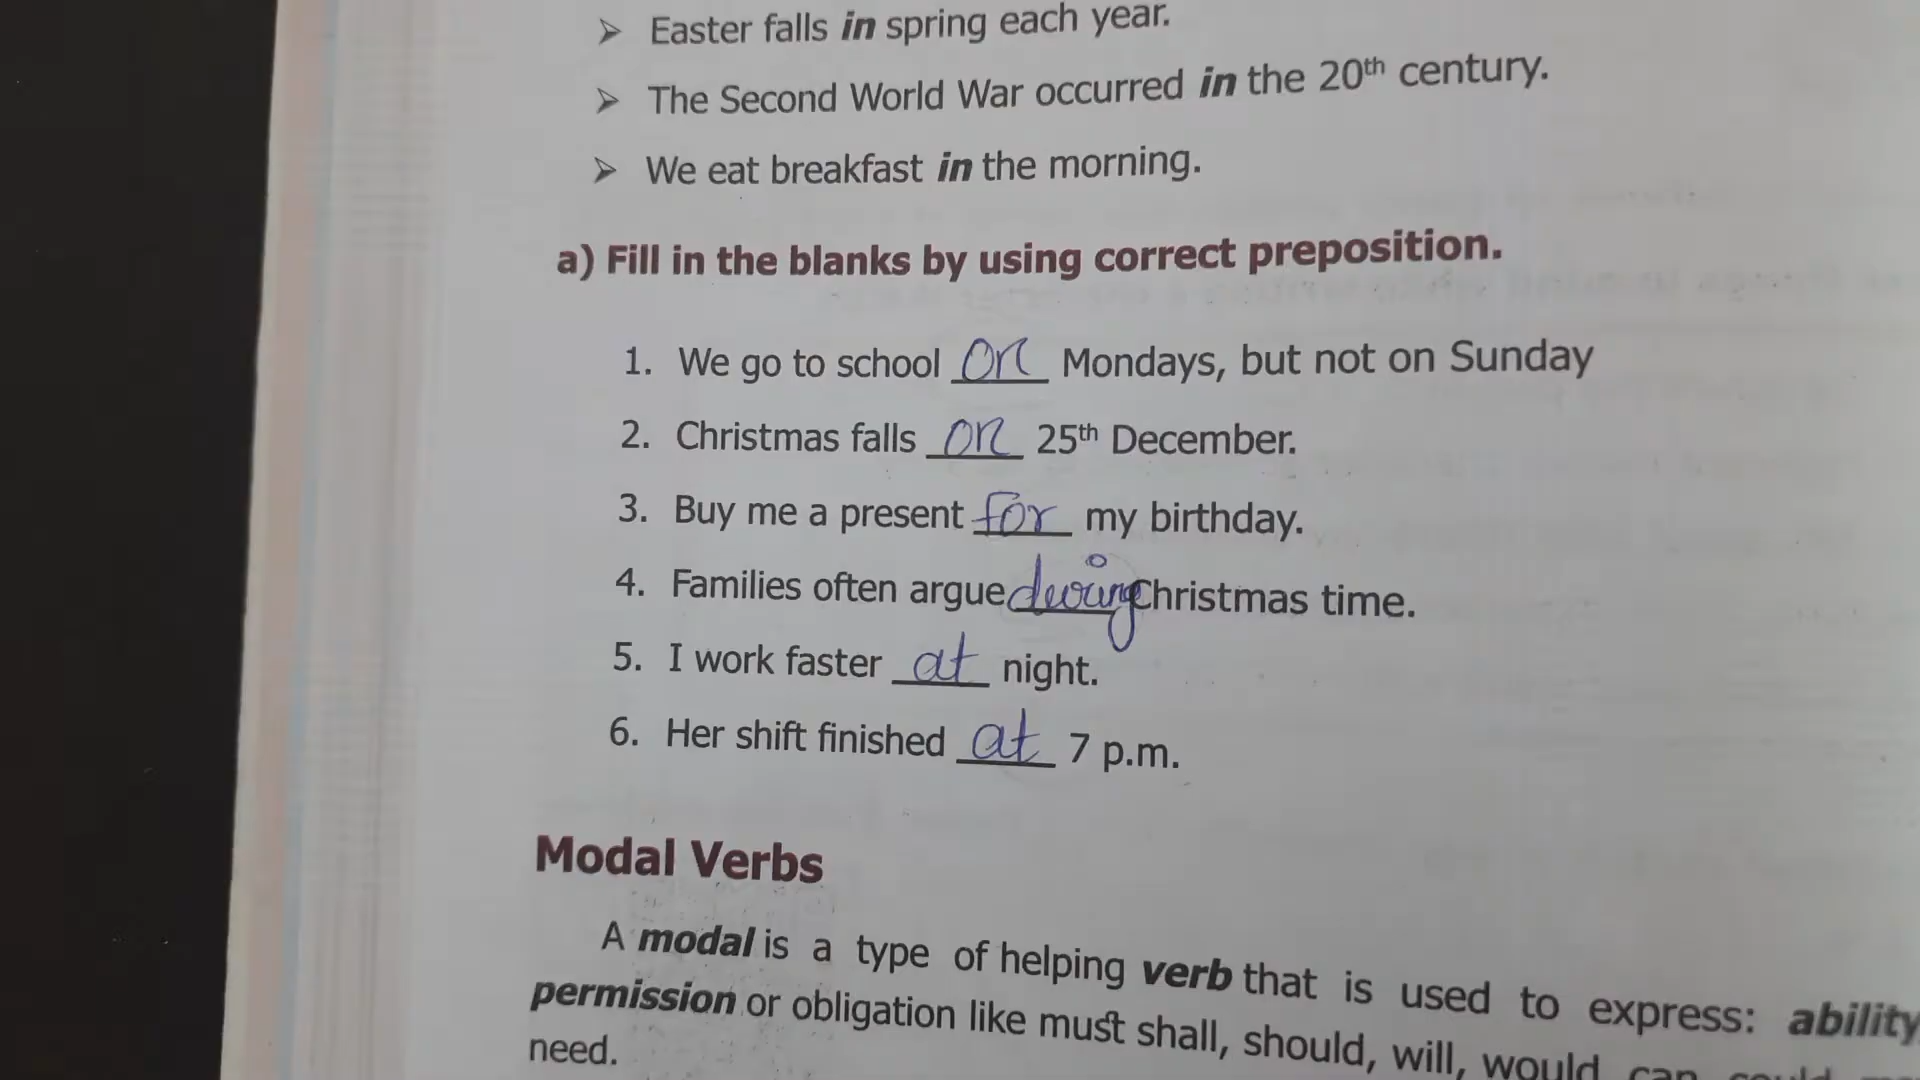 ➢ Easter falls in spring each year.
➢ The Second World War occurred in the 20th century.
➢ We eat breakfast in the morning.
a) Fill in the blanks by using correct preposition.
1. We go to school on Mondays, but not on Sunday
2. Christmas falls on 25th December.
3. Buy me a present for my birthday.
4. Families often argue during Christmas time.
5. I work faster at night.
6. Her shift finished at 7 p.m.
Modal Verbs
A modal is a type of helping verb that is used to express: ability
permission or obligation like must shall, should, will, would can could
need.